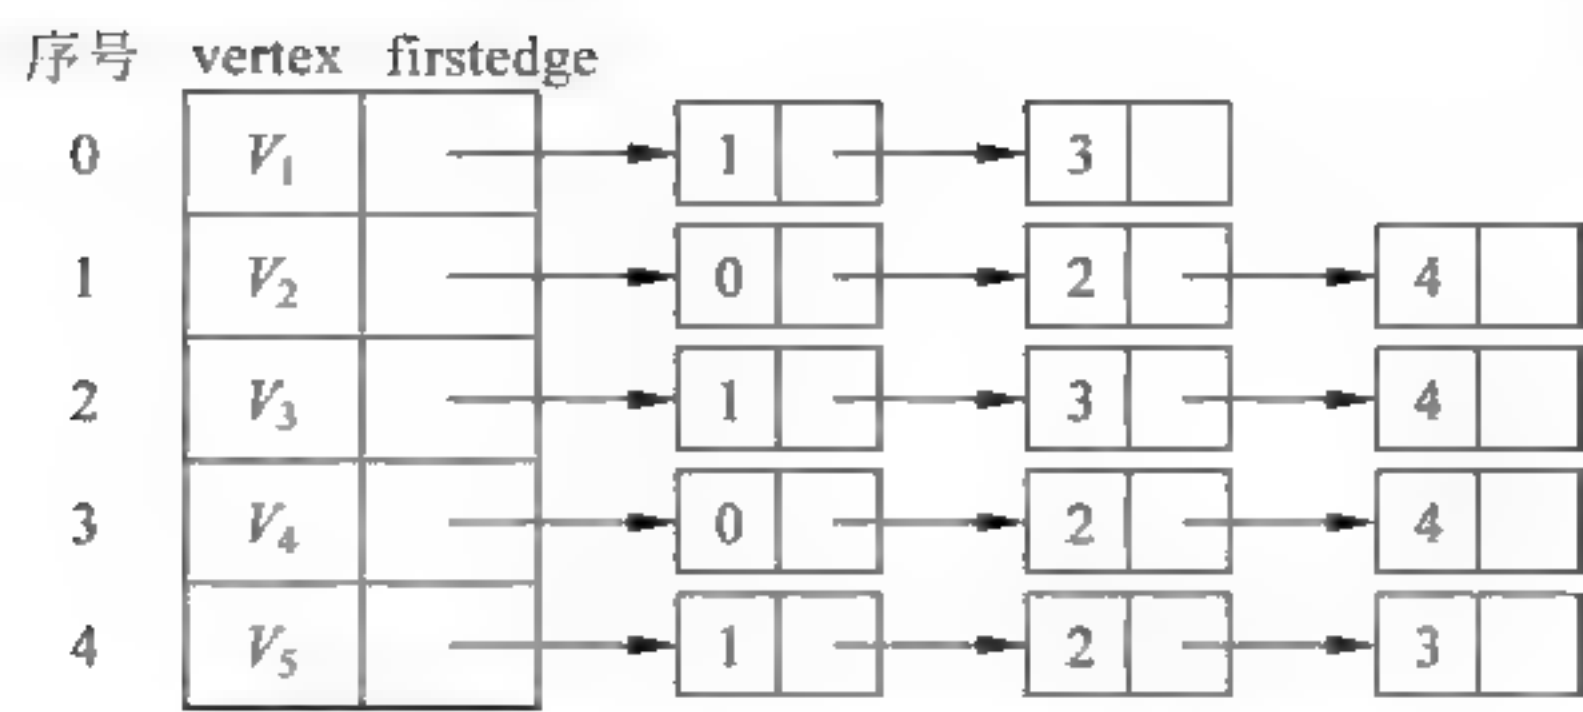 序号 vertex firstedge
0 V1 1 3
1 V2 0 2 4
2 V3 1 3 4
3 V4 0 2 4
4 V5 1 2 3